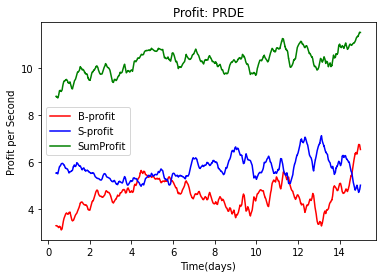 Profit: PRDE
Profit per Second
10
8
6
4
B-profit
S-profit
SumProfit
0 2 4 6 8 10 12 14
Time(days)